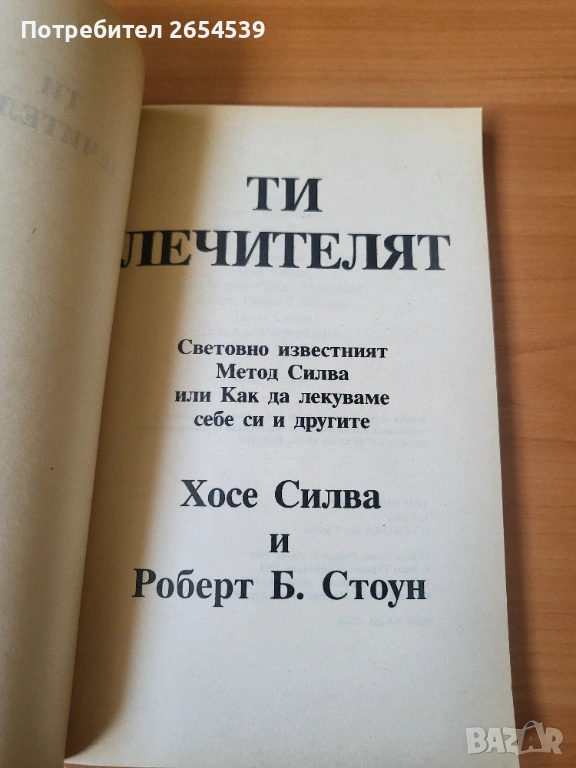 Потребител 2654539
ТИ
ЛЕЧИТЕЛЯТ
Световно известният
Метод Силва
или Как да лекуваме
себе си и другите
Хосе Силва
и
Роберт Б. Стоун
BAZAR